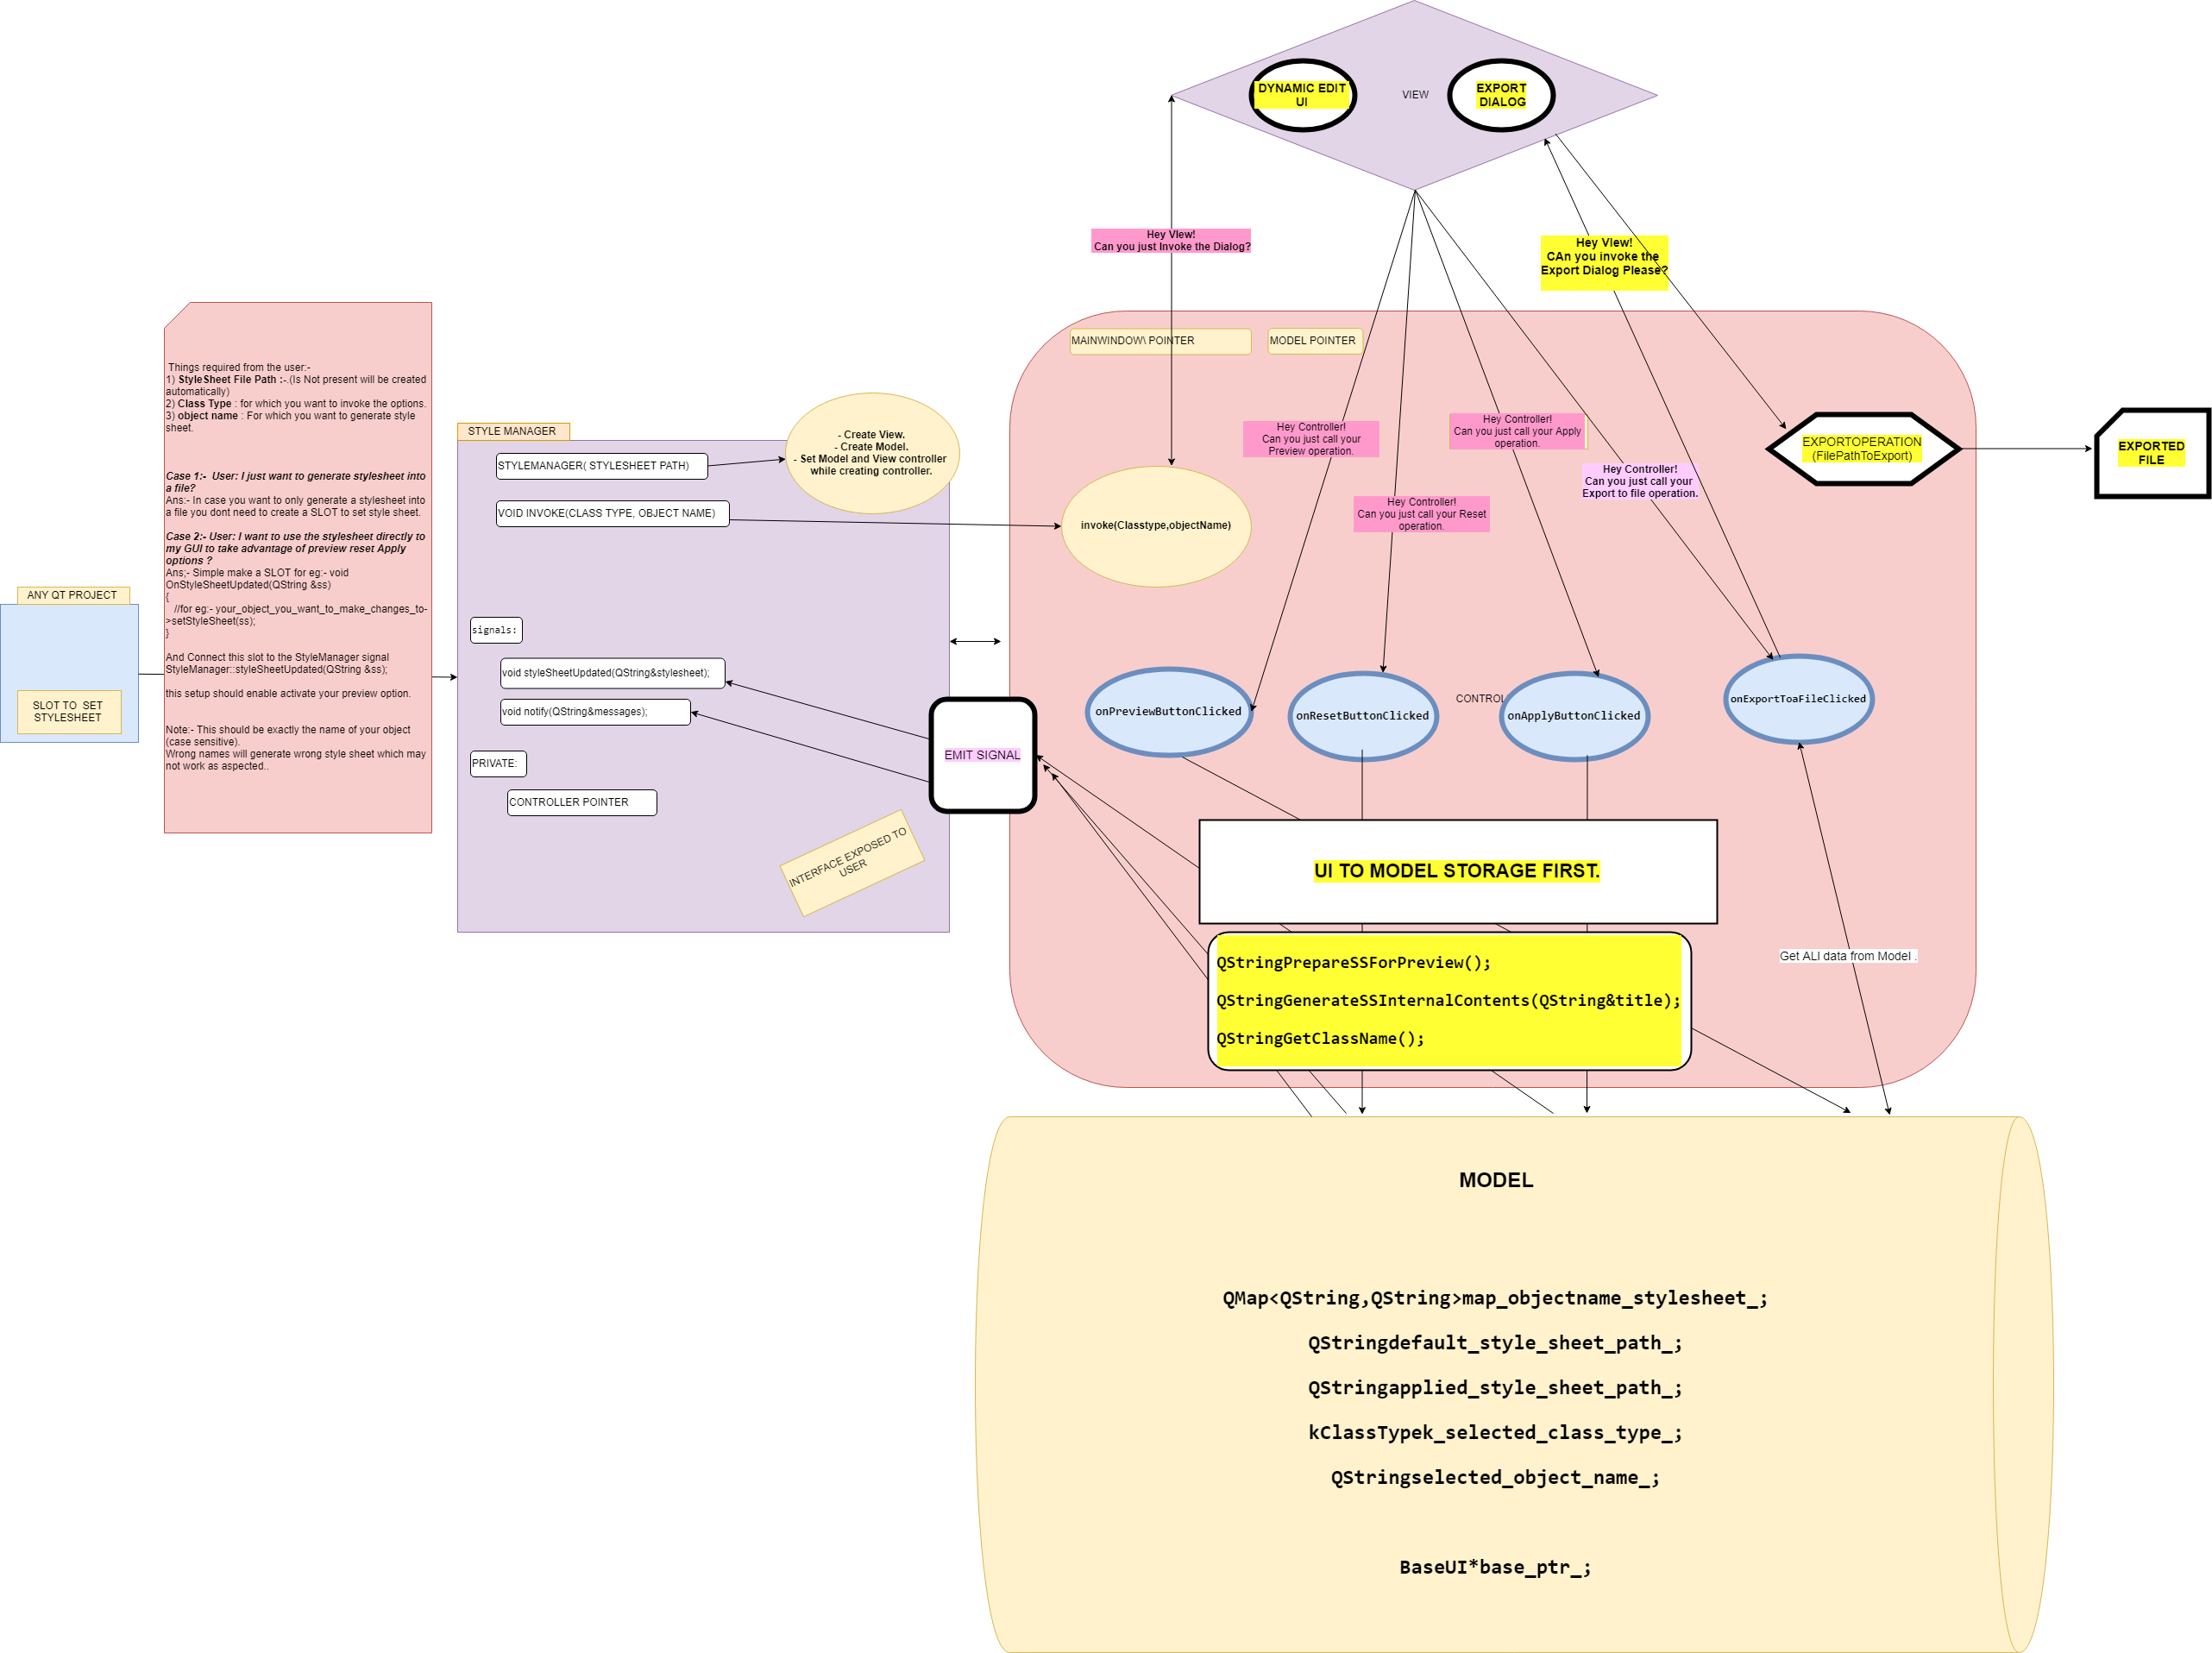 DYNAMIC EDIT
UI
VIEW
EXPORT
DIALOG
Hey VIew!
Can you just Invoke the Dialog?
Hey VIew!
CAn you invoke the
Export Dialog Please?
Things required from the user:-
1) StyleSheet File Path :-.(Is Not present will be created
automatically)
2) Class Type : for which you want to invoke the options.
3) object name : For which you want to generate style
sheet.
Case 1:- User: I just want to generate stylesheet into
a file?
Ans:- In case you want to only generate a stylesheet into
a file you dont need to create a SLOT to set style sheet.
Case 2:- User: I want to use the stylesheet directly to
my GUI to take advantage of preview reset Apply
options ?
Ans;- Simple make a SLOT for eg:- void
OnStyleSheetUpdated(QString &ss)
{
//for eg:- your_object_you_want_to_make_changes_to-
>setStyleSheet(ss);
}
And Connect this slot to the StyleManager signal
StyleManager::styleSheetUpdated(QString &ss);
this setup should enable activate your preview option.
Note:- This should be exactly the name of your object
(case sensitive).
Wrong names will generate wrong style sheet which may
not work as aspected..
ANY QT PROJECT
SLOT TO  SET
STYLESHEET
STYLE MANAGER
STYLEMANAGER( STYLESHEET PATH)
- Create View.
- Create Model.
- Set Model and View controller
while creating controller.
VOID INVOKE(CLASS TYPE, OBJECT NAME)
signals:
void styleSheetUpdated(QString&stylesheet);
void notify(QString&messages);
PRIVATE:
CONTROLLER POINTER
INTERFACE EXPOSED TO
USER
EMIT SIGNAL
MAINWINDOW\ POINTER
MODEL POINTER
invoke(Classtype,objectName)
Hey Controller!
Can you just call your
Preview operation.
Hey Controller!
Can you just call your Reset
operation.
Hey Controller!
Can you just call your Apply
operation.
Hey Controller!
Can you just call your
Export to file operation.
EXPORTOPERATION
(FilePathToExport)
EXPORTED
FILE
onPreviewButtonClicked
onResetButtonClicked
CONTROL
onApplyButtonClicked
onExportToaFileClicked
UI TO MODEL STORAGE FIRST.
QStringPrepareSSForPreview();
QStringGenerateSSInternalContents(QString&title);
QStringGetClassName();
Get ALl data from Model .
MODEL
QMap<QString,QString>map_objectname_stylesheet_;
QStringdefault_style_sheet_path_;
QStringapplied_style_sheet_path_;
kClassTypek_selected_class_type_;
QStringselected_object_name_;
BaseUI*base_ptr_;